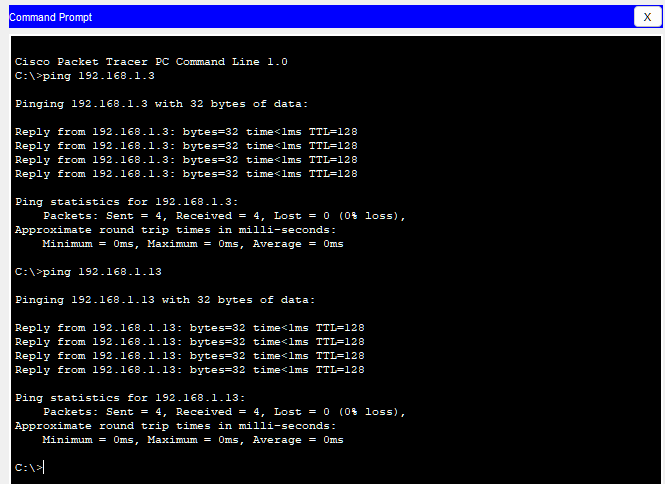 Command Prompt
X
Cisco Packet Tracer PC Command Line 1.0
C:\>ping 192.168.1.3
Pinging 192.168.1.3 with 32 bytes of data:
Reply from 192.168.1.3: bytes=32 time<1ms TTL=128
Reply from 192.168.1.3: bytes=32 time<1ms TTL=128
Reply from 192.168.1.3: bytes=32 time<1ms TTL=128
Reply from 192.168.1.3: bytes=32 time<1ms TTL=128
Ping statistics for 192.168.1.3:
    Packets: Sent = 4, Received = 4, Lost = 0 (0% loss),
Approximate round trip times in milli-seconds:
    Minimum = 0ms, Maximum = 0ms, Average = 0ms
C:\>ping 192.168.1.13
Pinging 192.168.1.13 with 32 bytes of data:
Reply from 192.168.1.13: bytes=32 time<1ms TTL=128
Reply from 192.168.1.13: bytes=32 time<1ms TTL=128
Reply from 192.168.1.13: bytes=32 time<1ms TTL=128
Reply from 192.168.1.13: bytes=32 time<1ms TTL=128
Ping statistics for 192.168.1.13:
    Packets: Sent = 4, Received = 4, Lost = 0 (0% loss),
Approximate round trip times in milli-seconds:
    Minimum = 0ms, Maximum = 0ms, Average = 0ms
C:\>